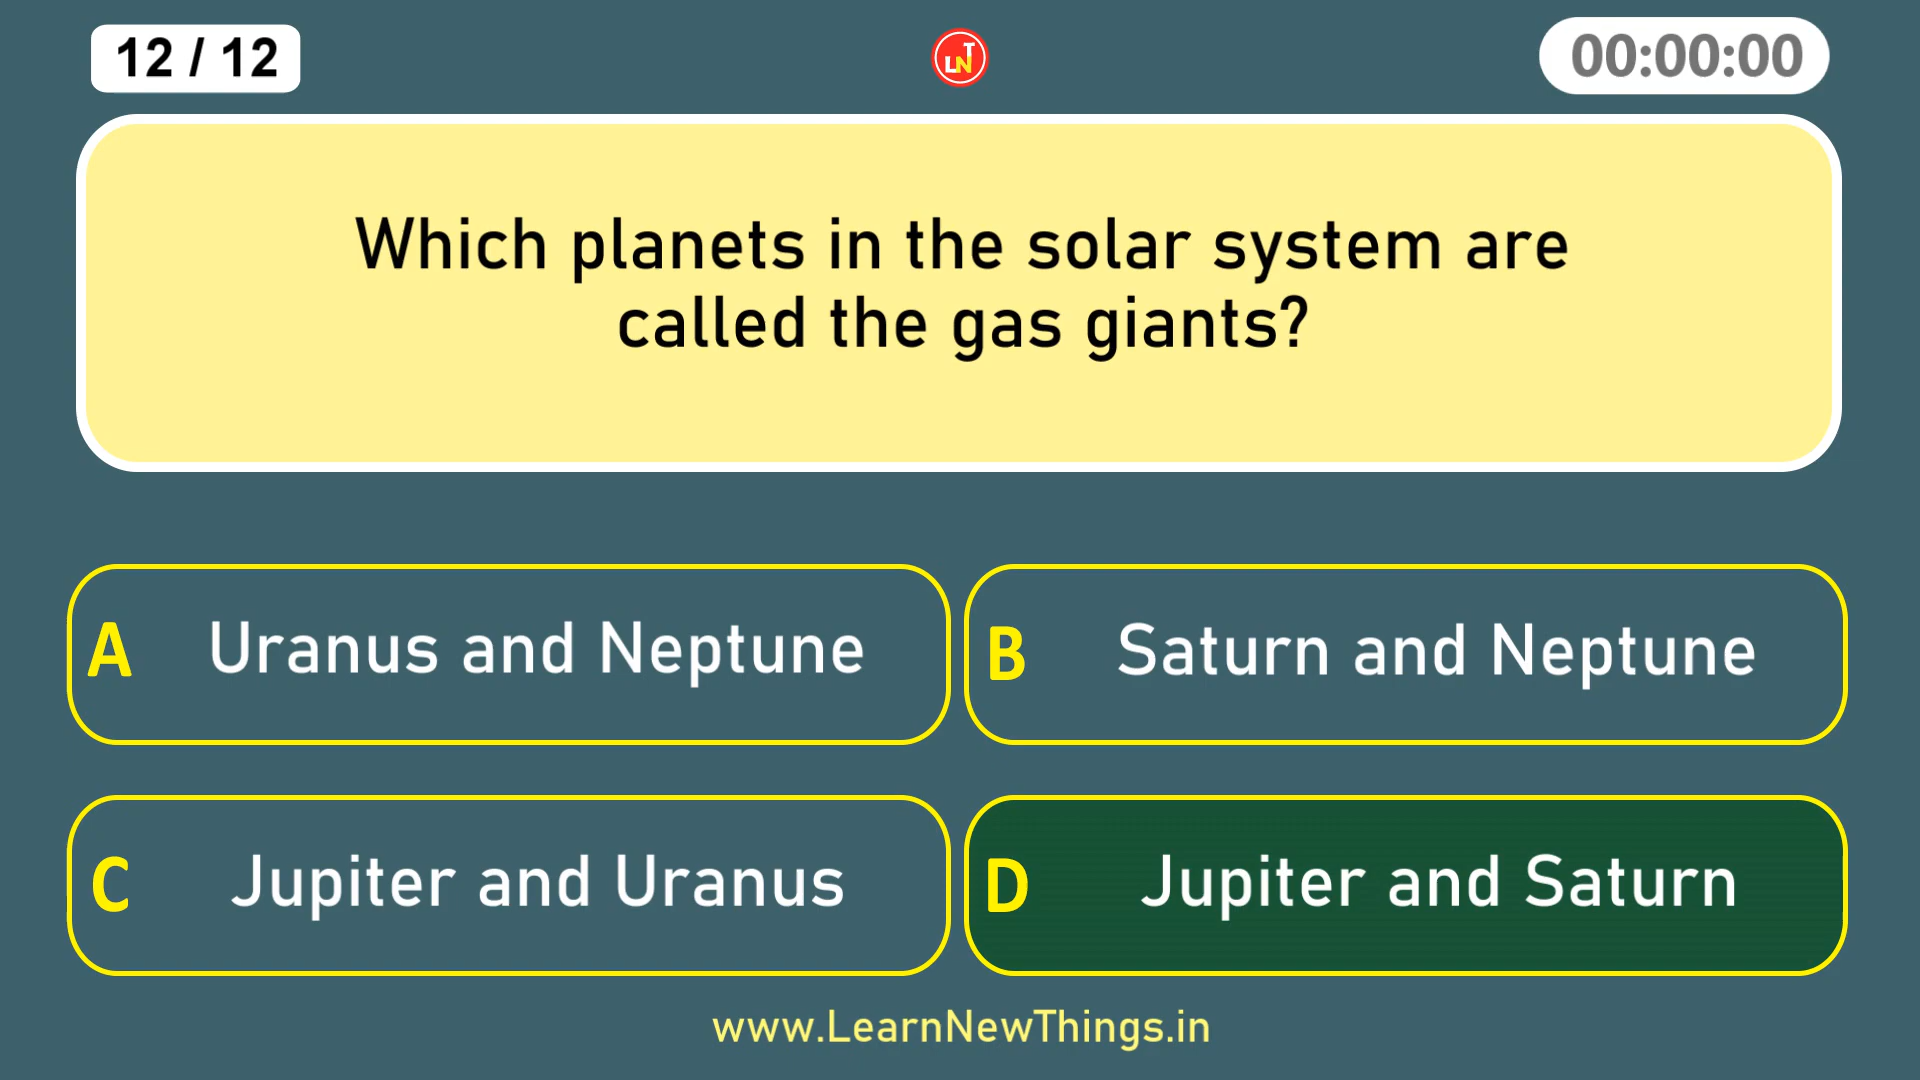 12 / 12
LNT
00:00:00
Which planets in the solar system are
called the gas giants?
A Uranus and Neptune
B Saturn and Neptune
C Jupiter and Uranus
D Jupiter and Saturn
www.LearnNewThings.in